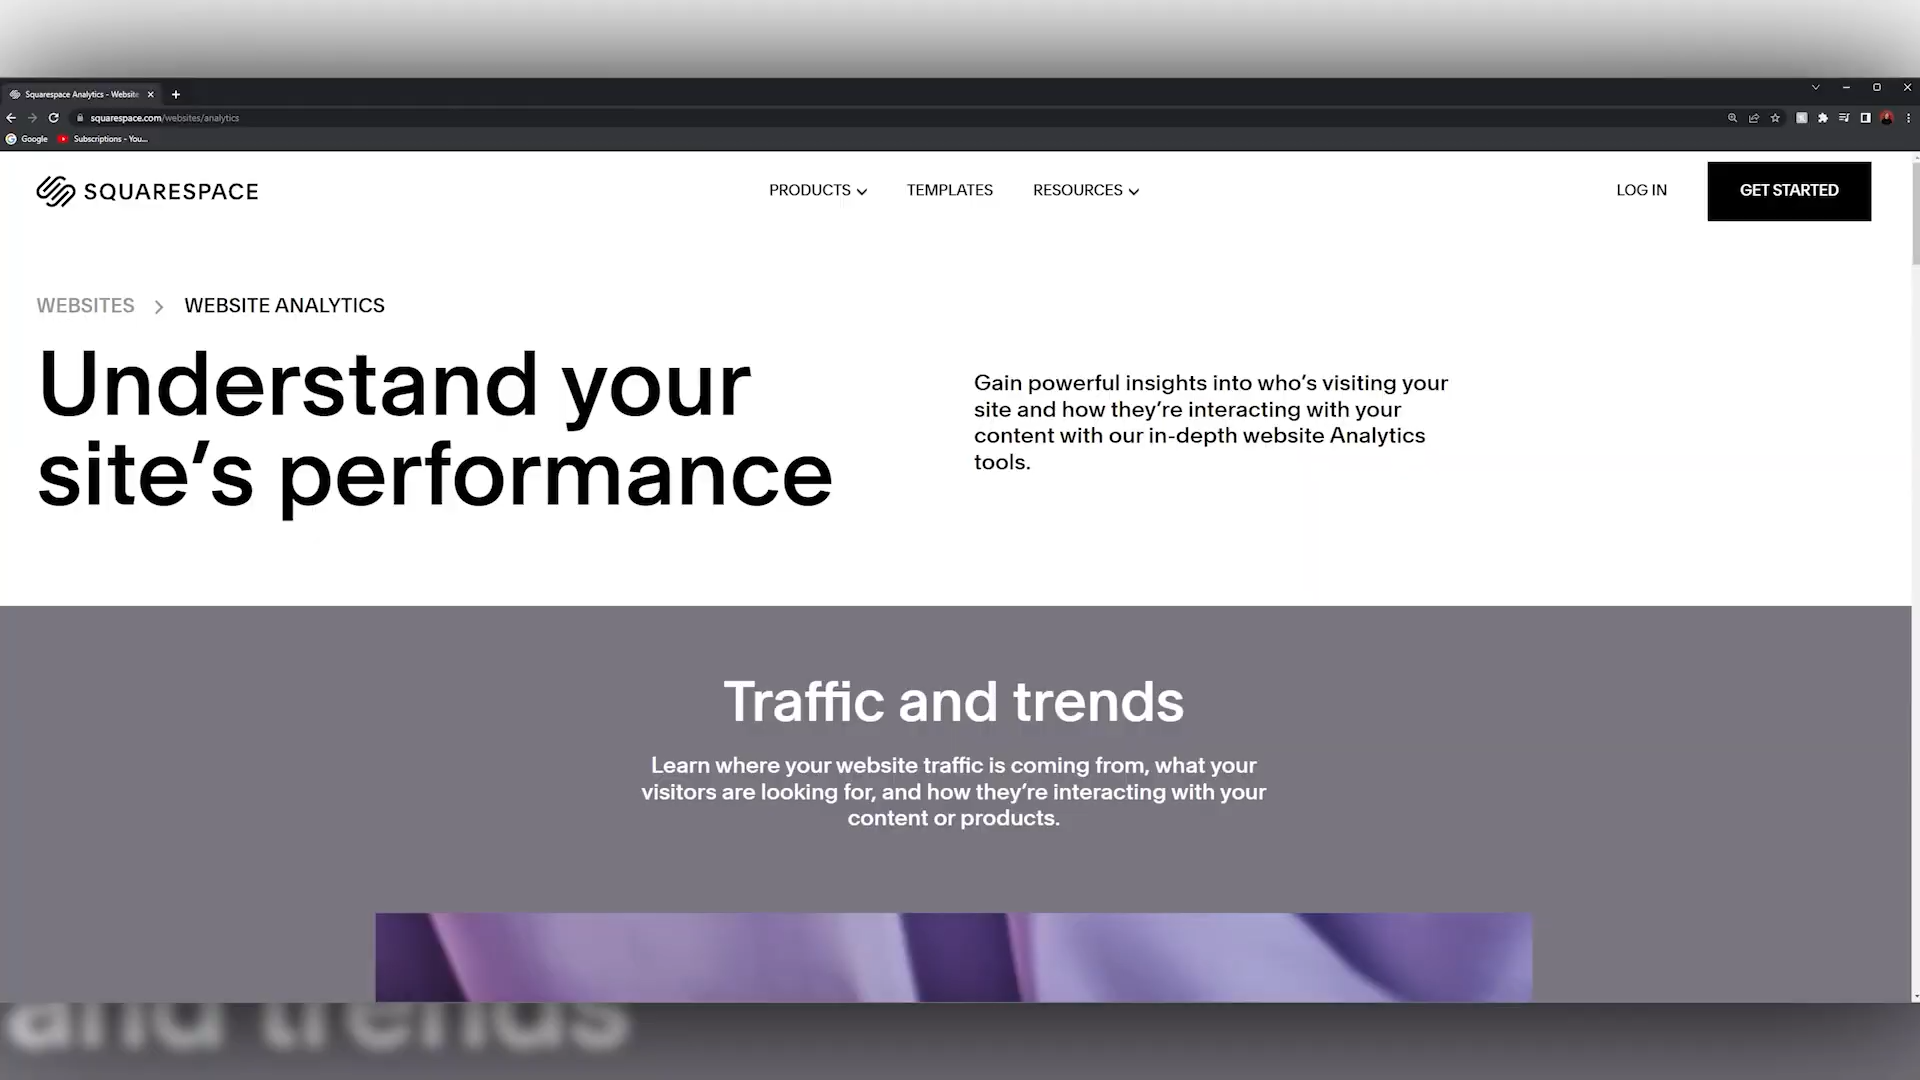 Squarespace Analytics - Website
squarespace.com/websites/analytics
Google
Subscriptions - You...
SQUARESPACE
PRODUCTS
TEMPLATES
RESOURCES
LOG IN
GET STARTED
WEBSITES > WEBSITE ANALYTICS
Understand your
site’s performance
Gain powerful insights into who’s visiting your
site and how they’re interacting with your
content with our in-depth website Analytics
tools.
Traffic and trends
Learn where your website traffic is coming from, what your
visitors are looking for, and how they’re interacting with your
content or products.
and trends